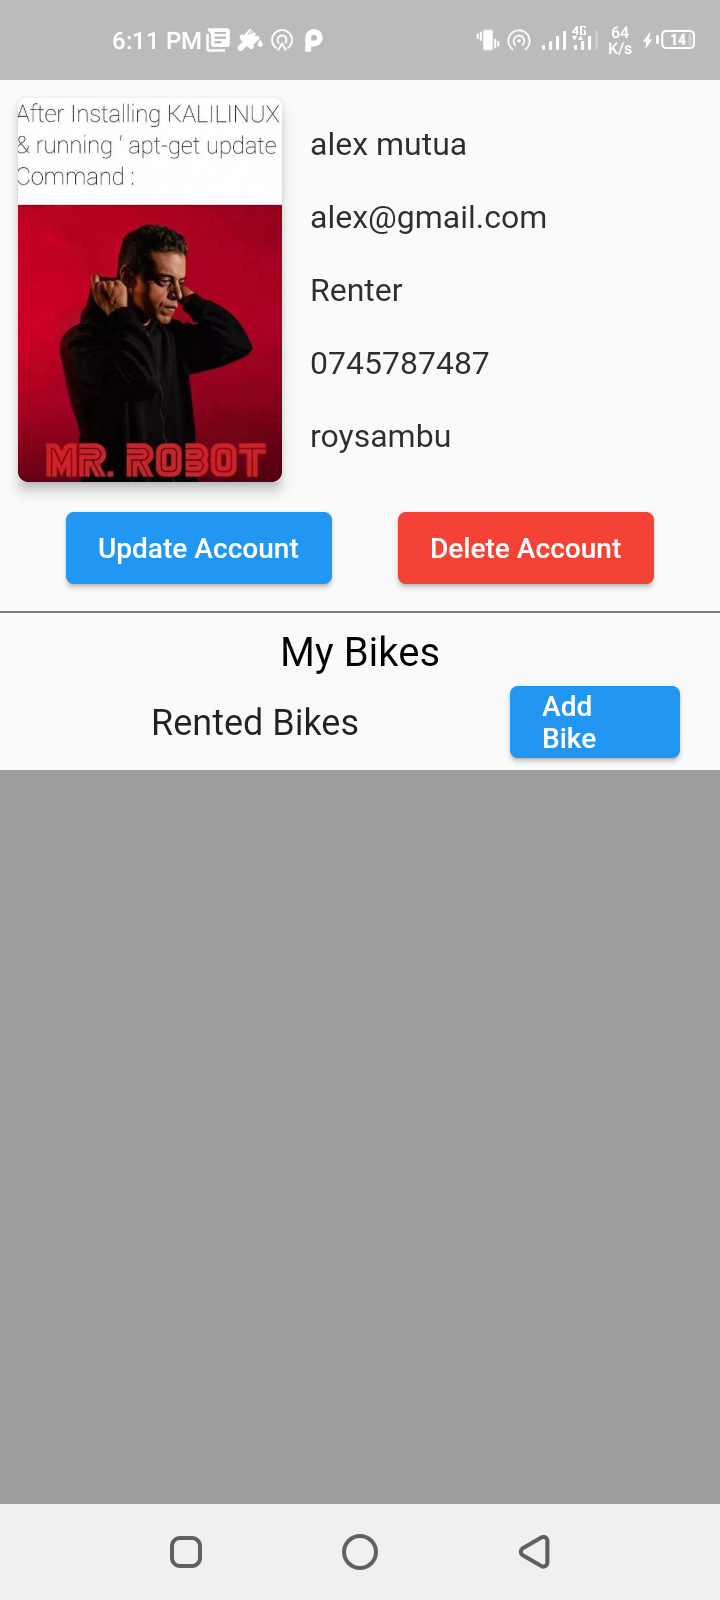 6:11 PM
4G
64
K/s
14
After Installing KALILINUX
& running ‘ apt-get update
Command :
MR. ROBOT
alex mutua
alex@gmail.com
Renter
0745787487
roysambu
Update Account
Delete Account
My Bikes
Rented Bikes
Add
Bike